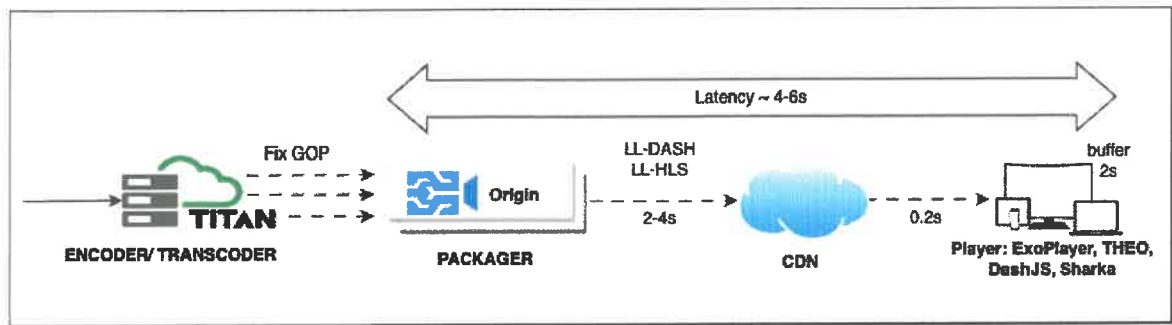 Latency ~ 4-6s
Fix GOP
TITAN
ENCODER/ TRANSCODER
Origin
PACKAGER
LL-DASH
LL-HLS
2-4s
CDN
0.2s
buffer
2s
Player: ExoPlayer, THEO,
DashJS, Sharka